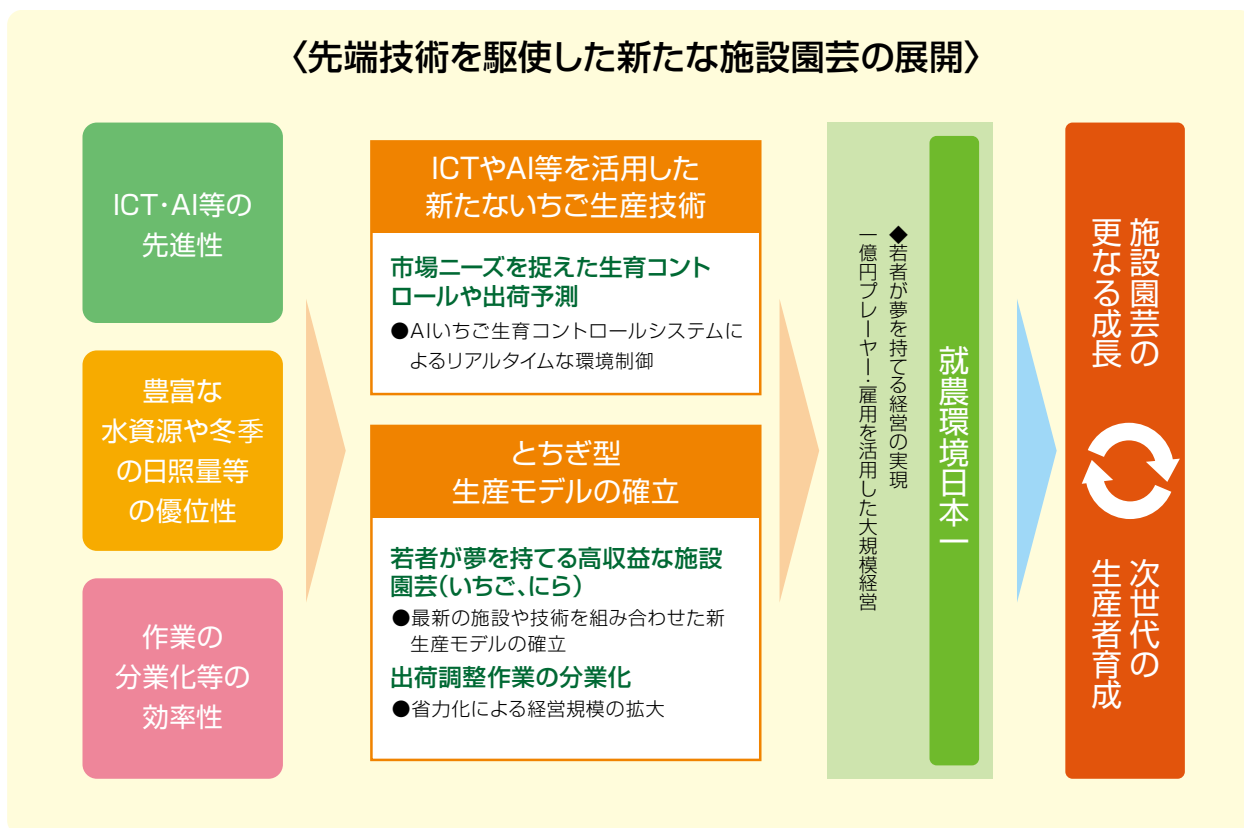 〈先端技術を駆使した新たな施設園芸の展開〉
ICT・AI等の
先進性
豊富な
水資源や冬季
の日照量等
の優位性
作業の
分業化等の
効率性
ICTやAI等を活用した
新たないちご生産技術
市場ニーズを捉えた生育コント
ロールや出荷予測
●AIいちご生育コントロールシステムに
よるリアルタイムな環境制御
とちぎ型
生産モデルの確立
若者が夢を持てる高収益な施設
園芸(いちご、にら)
●最新の施設や技術を組み合わせた新
生産モデルの確立
出荷調整作業の分業化
●省力化による経営規模の拡大
就農環境日本一
◆若者が夢を持てる経営の実現
一億円プレーヤー・雇用を活用した大規模経営
施設園芸の
更なる成長
次世代の
生産者育成